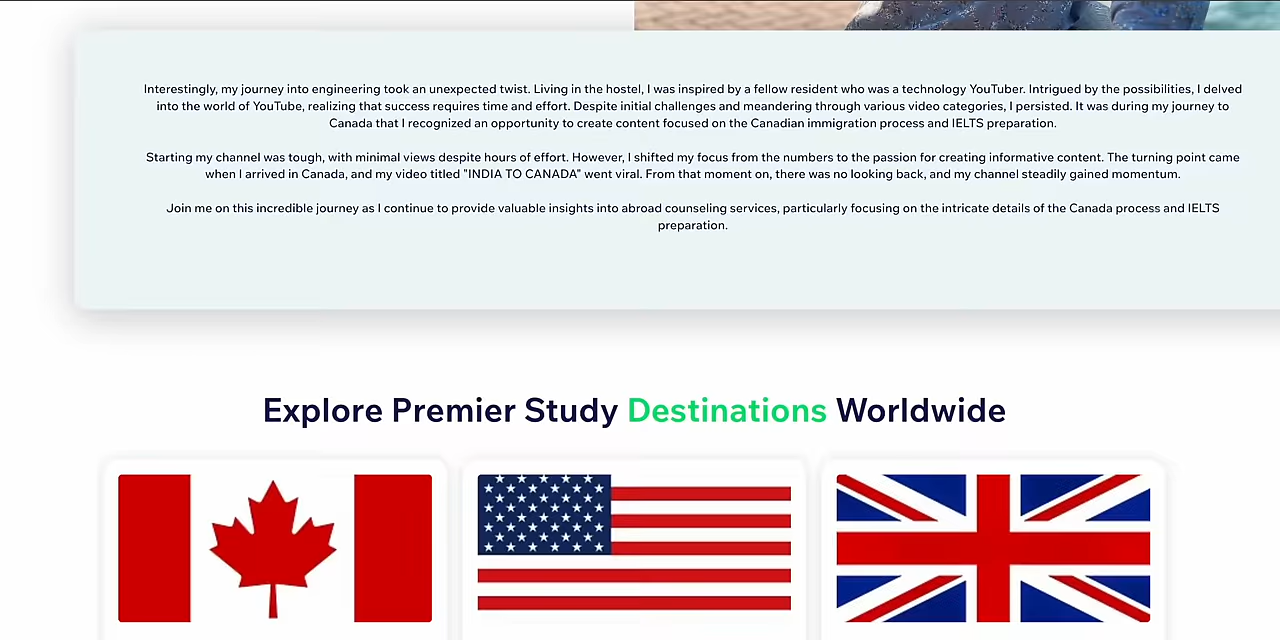 Interestingly, my journey into engineering took an unexpected twist. Living in the hostel, I was inspired by a fellow resident who was a technology YouTuber. Intrigued by the possibilities, I delved
into the world of YouTube, realizing that success requires time and effort. Despite initial challenges and meandering through various video categories, I persisted. It was during my journey to
Canada that I recognized an opportunity to create content focused on the Canadian immigration process and IELTS preparation.
Starting my channel was tough, with minimal views despite hours of effort. However, I shifted my focus from the numbers to the passion for creating informative content. The turning point came
when I arrived in Canada, and my video titled "INDIA TO CANADA" went viral. From that moment on, there was no looking back, and my channel steadily gained momentum.
Join me on this incredible journey as I continue to provide valuable insights into abroad counseling services, particularly focusing on the intricate details of the Canada process and IELTS
preparation.
Explore Premier Study Destinations Worldwide